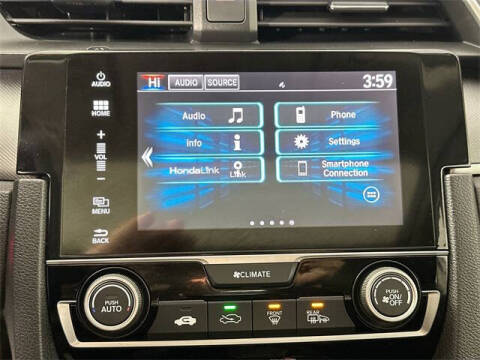 AUDIO
Hi AUDIO SOURCE 3:59
HOME
Audio Phone
+
VOL
−
Info i Settings
HondaLink Link Smartphone Connection
MENU
BACK
CLIMATE
PUSH AUTO
FRONT REAR
PUSH ON/OFF